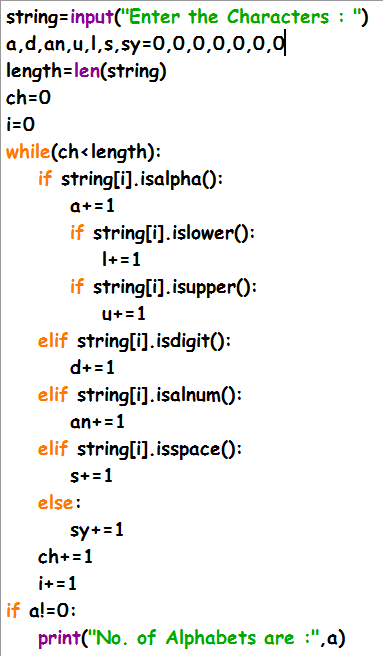 string=input("Enter the Characters : ")
a,d,an,u,l,s,sy=0,0,0,0,0,0,0
length=len(string)
ch=0
i=0
while(ch<length):
    if string[i].isalpha():
        a+=1
        if string[i].islower():
            l+=1
        if string[i].isupper():
            u+=1
    elif string[i].isdigit():
        d+=1
    elif string[i].isalnum():
        an+=1
    elif string[i].isspace():
        s+=1
    else:
        sy+=1
    ch+=1
    i+=1
if a!=0:
    print("No. of Alphabets are :",a)